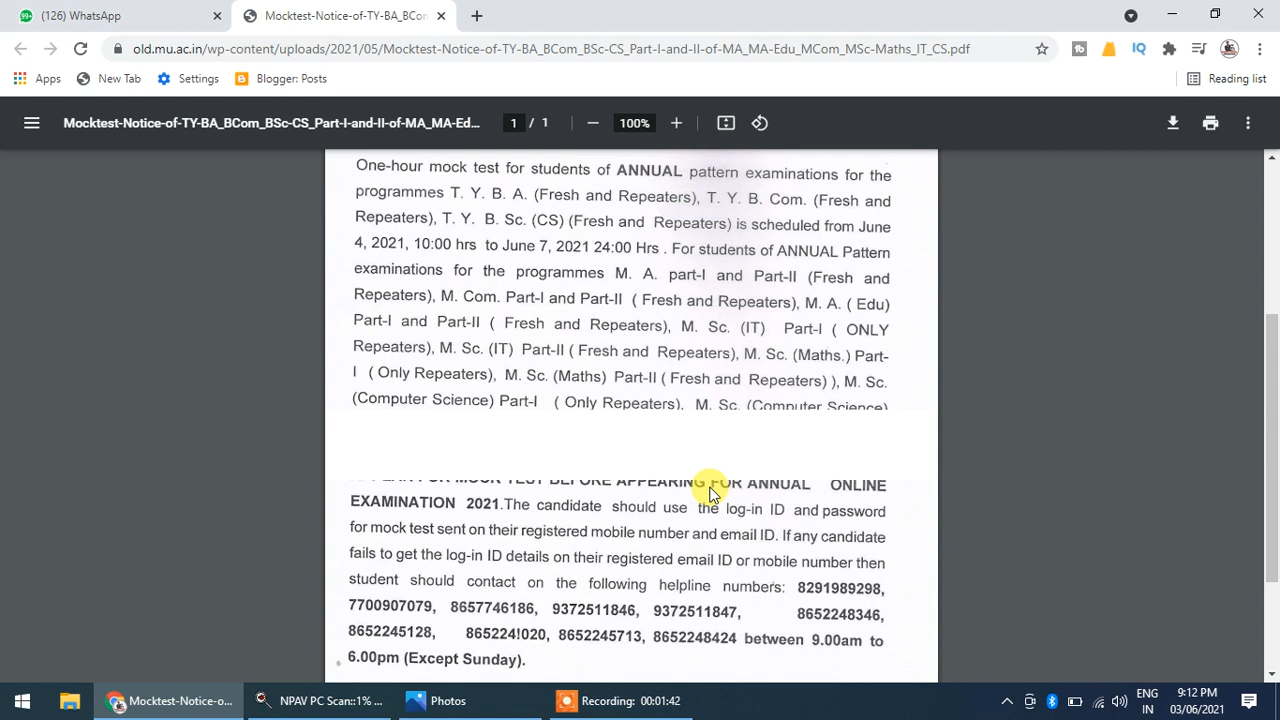 (126) WhatsApp
Mocktest-Notice-of-TY-BA_BCom
old.mu.ac.in/wp-content/uploads/2021/05/Mocktest-Notice-of-TY-BA_BCom_BSc-CS_Part-I-and-II-of-MA_MA-Edu_MCom_MSc-Maths_IT_CS.pdf
Apps New Tab Settings Blogger: Posts Reading list
Mocktest-Notice-of-TY-BA_BCom_BSc-CS_Part-I-and-II-of-MA_MA-Ed... 1 / 1 100%
One-hour mock test for students of ANNUAL pattern examinations for the
programmes T. Y. B. A. (Fresh and Repeaters), T. Y. B. Com. (Fresh and
Repeaters), T. Y. B. Sc. (CS) (Fresh and Repeaters) is scheduled from June
4, 2021, 10:00 hrs to June 7, 2021 24:00 Hrs . For students of ANNUAL Pattern
examinations for the programmes M. A. part-I and Part-II (Fresh and
Repeaters), M. Com. Part-I and Part-II ( Fresh and Repeaters), M. A. ( Edu)
Part-I and Part-II ( Fresh and Repeaters), M. Sc. (IT) Part-I ( ONLY
Repeaters), M. Sc. (IT) Part-II ( Fresh and Repeaters), M. Sc. (Maths.) Part-
I ( Only Repeaters), M. Sc. (Maths) Part-II ( Fresh and Repeaters) ), M. Sc.
(Computer Science) Part-I ( Only Repeaters), M. Sc. (Computer Science)
FOR MOCK TEST BEFORE APPEARING FOR ANNUAL ONLINE
EXAMINATION 2021.The candidate should use the log-in ID and password
for mock test sent on their registered mobile number and email ID. If any candidate
fails to get the log-in ID details on their registered email ID or mobile number then
student should contact on the following helpline numbers: 8291989298,
7700907079, 8657746186, 9372511846, 9372511847, 8652248346,
8652245128, 865224!020, 8652245713, 8652248424 between 9.00am to
6.00pm (Except Sunday).
Mocktest-Notice-o... NPAV PC Scan::1% ... Photos Recording: 00:01:42
ENG 9:12 PM
IN 03/06/2021